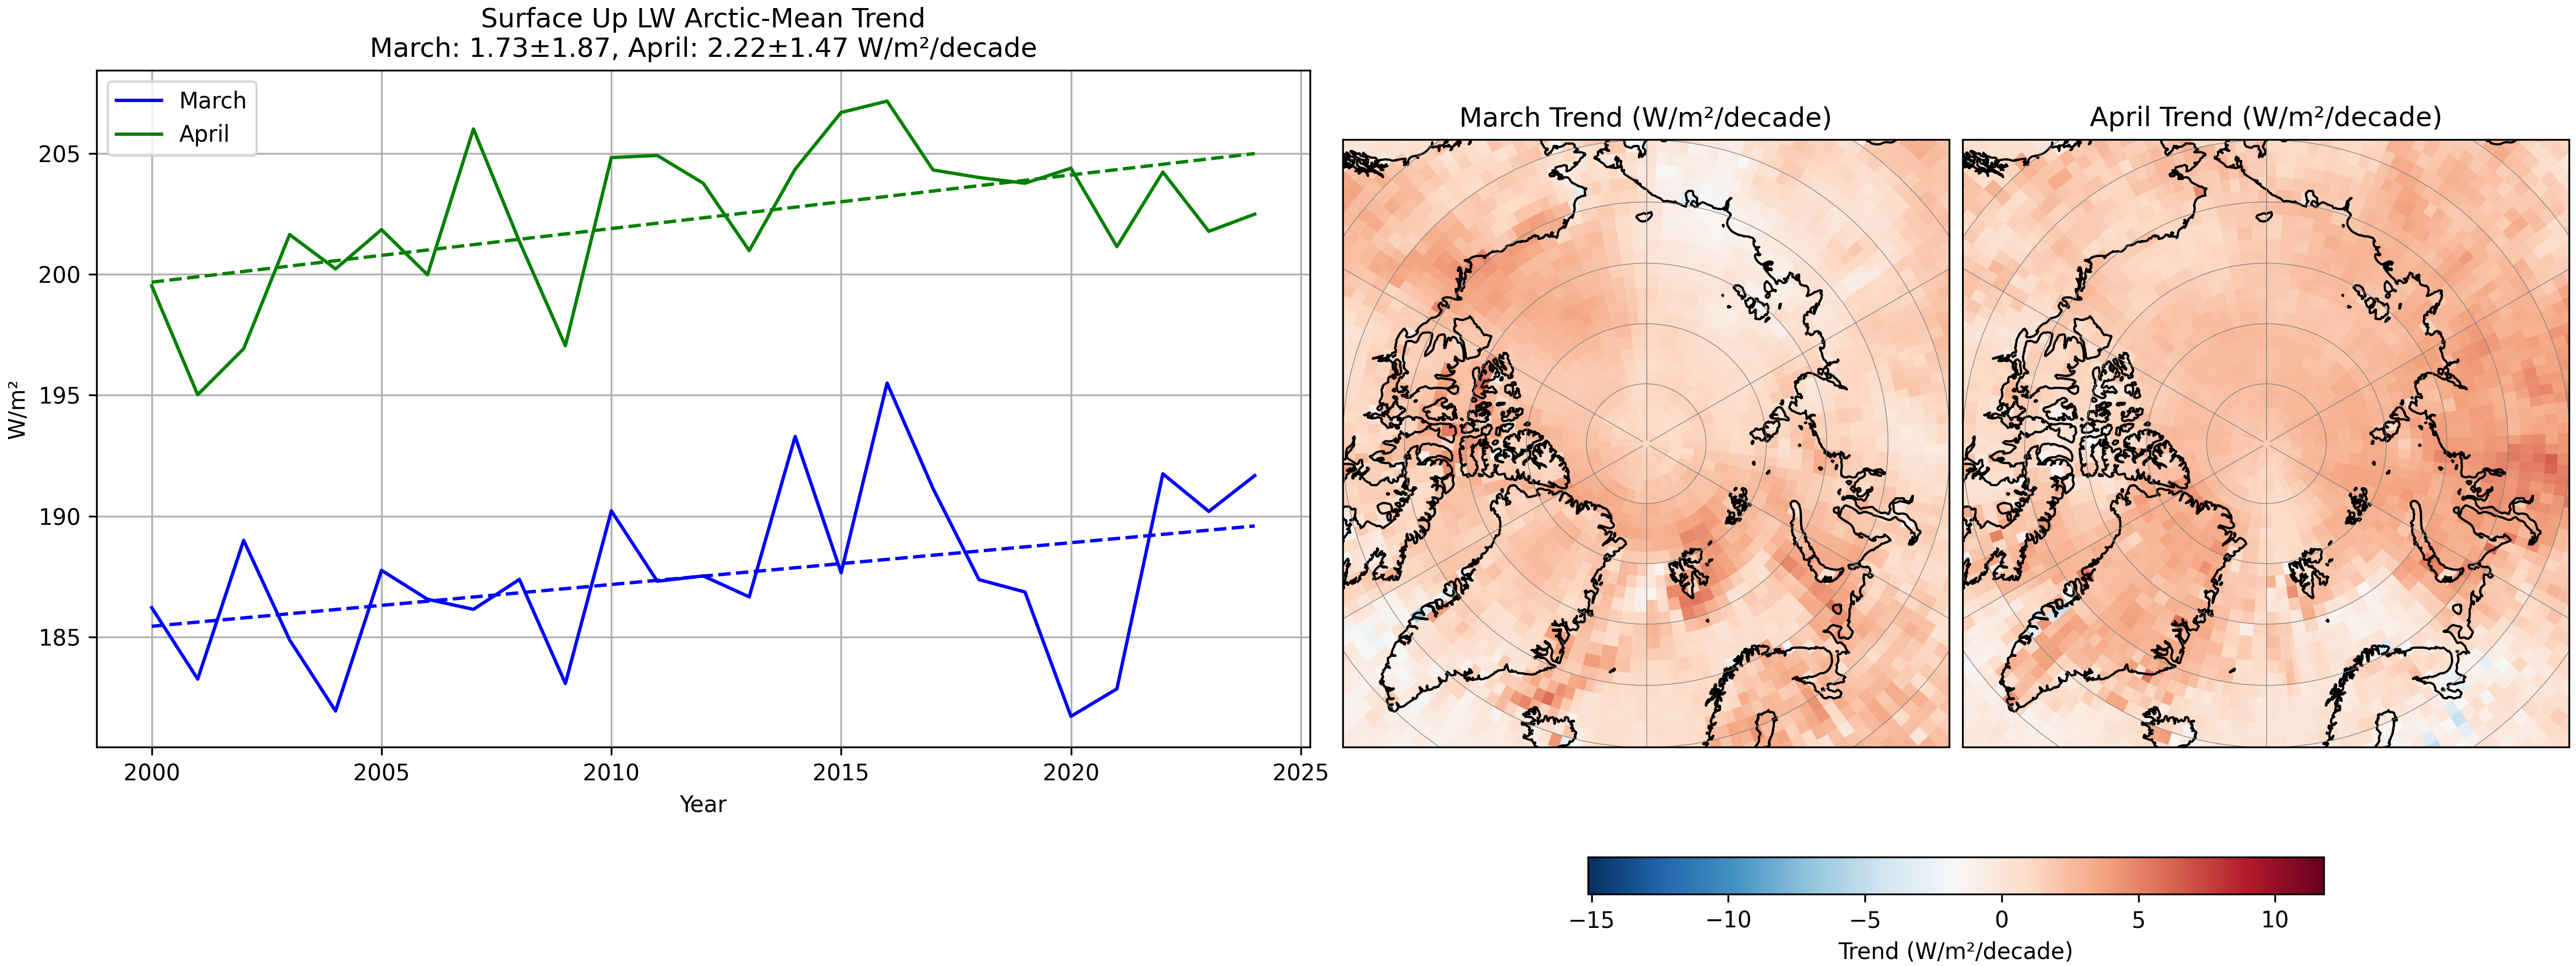 Surface Up LW Arctic-Mean Trend
March: 1.73±1.87, April: 2.22±1.47 W/m²/decade
March
April
205
200
195
190
185
W/m²
2000
2005
2010
2015
2020
2025
Year
March Trend (W/m²/decade)
April Trend (W/m²/decade)
−15
−10
−5
0
5
10
Trend (W/m²/decade)